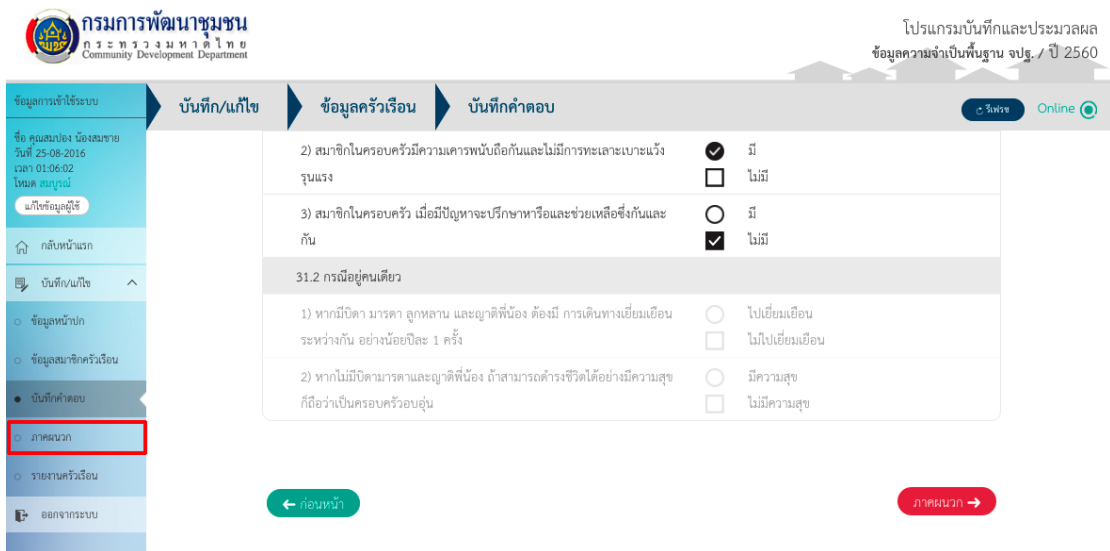 กรมการพัฒนาชุมชน
กระทรวงมหาดไทย
Community Development Department
โปรแกรมบันทึกและประมวลผล
ข้อมูลความจำเป็นพื้นฐาน จปฐ. / ปี 2560
ข้อมูลการเข้าใช้ระบบ
บันทึก/แก้ไข
ข้อมูลครัวเรือน
บันทึกคำตอบ
รีเฟรช
Online
ชื่อ คุณสมปอง น้องสมชาย
วันที่ 25-08-2016
เวลา 01:06:02
โหมด สมบูรณ์
แก้ไขข้อมูลผู้ใช้
กลับหน้าแรก
บันทึก/แก้ไข
ข้อมูลหน้าปก
ข้อมูลสมาชิกครัวเรือน
บันทึกคำตอบ
ภาคผนวก
รายงานครัวเรือน
ออกจากระบบ
2) สมาชิกในครอบครัวมีความเคารพนับถือกันและไม่มีการทะเลาะเบาะแว้ง
รุนแรง
มี
ไม่มี
3) สมาชิกในครอบครัว เมื่อมีปัญหาจะปรึกษาหารือและช่วยเหลือซึ่งกันและ
กัน
มี
ไม่มี
31.2 กรณีอยู่คนเดียว
1) หากมีบิดา มารดา ลูกหลาน และญาติพี่น้อง ต้องมี การเดินทางเยี่ยมเยือน
ระหว่างกัน อย่างน้อยปีละ 1 ครั้ง
ไปเยี่ยมเยือน
ไม่ไปเยี่ยมเยือน
2) หากไม่มีบิดามารดาและญาติพี่น้อง ถ้าสามารถดำรงชีวิตได้อย่างมีความสุข
ก็ถือว่าเป็นครอบครัวอบอุ่น
มีความสุข
ไม่มีความสุข
ก่อนหน้า
ภาคผนวก